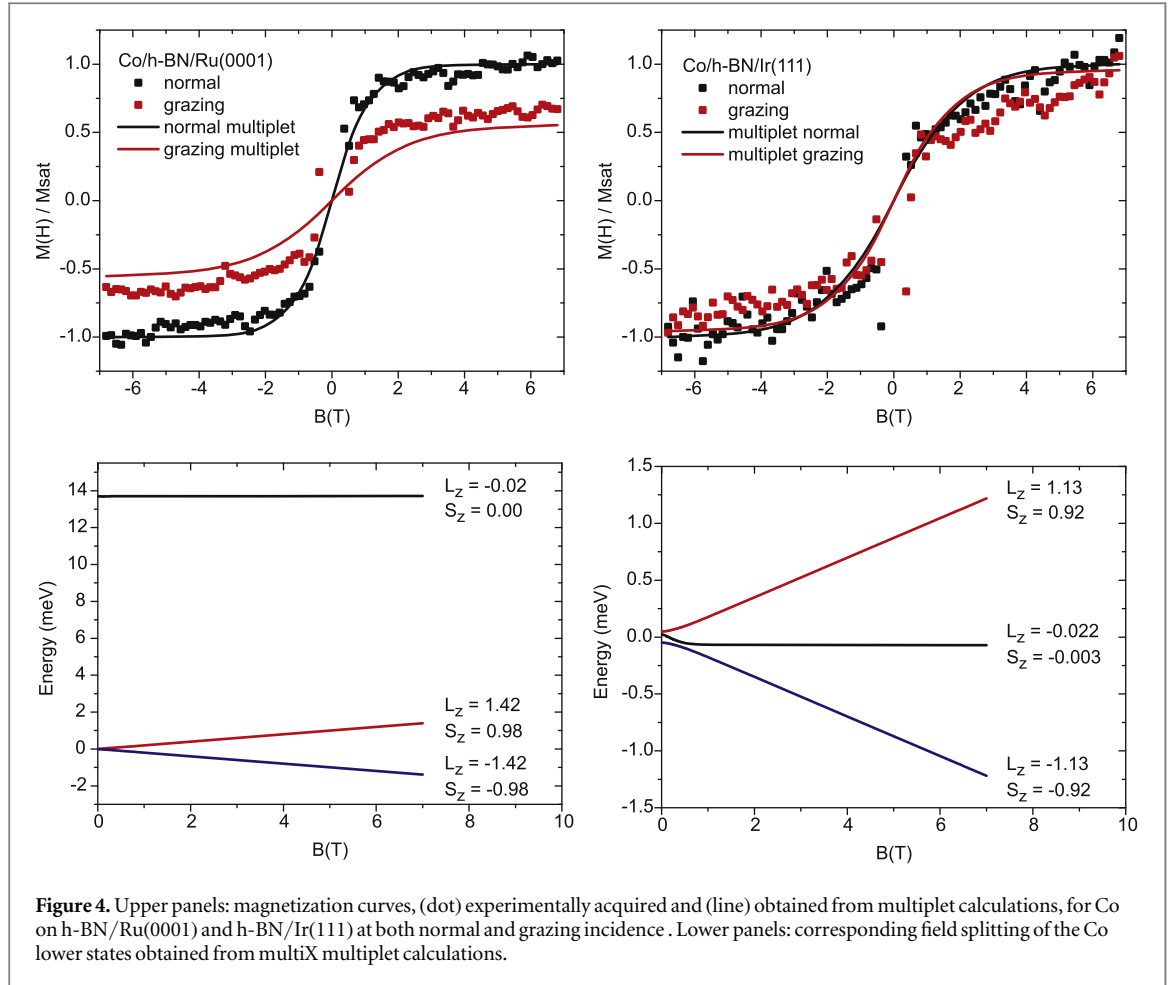 Co/h-BN/Ru(0001)
normal
grazing
normal multiplet
grazing multiplet
1.0
0.5
0.0
-0.5
-1.0
M(H) / Msat
-6 -4 -2 0 2 4 6
B(T)
Co/h-BN/Ir(111)
normal
grazing
multiplet normal
multiplet grazing
1.0
0.5
0.0
-0.5
-1.0
M(H) / Msat
-6 -4 -2 0 2 4 6
B(T)
14
12
10
8
6
4
2
0
-2
Energy (meV)
L_z = -0.02
S_z = 0.00
L_z = 1.42
S_z = 0.98
L_z = -1.42
S_z = -0.98
0 2 4 6 8 10
B(T)
1.5
1.0
0.5
0.0
-0.5
-1.0
-1.5
Energy (meV)
L_z = 1.13
S_z = 0.92
L_z = -0.022
S_z = -0.003
L_z = -1.13
S_z = -0.92
0 2 4 6 8 10
B(T)
Figure 4. Upper panels: magnetization curves, (dot) experimentally acquired and (line) obtained from multiplet calculations, for Co
on h-BN/Ru(0001) and h-BN/Ir(111) at both normal and grazing incidence . Lower panels: corresponding field splitting of the Co
lower states obtained from multiX multiplet calculations.